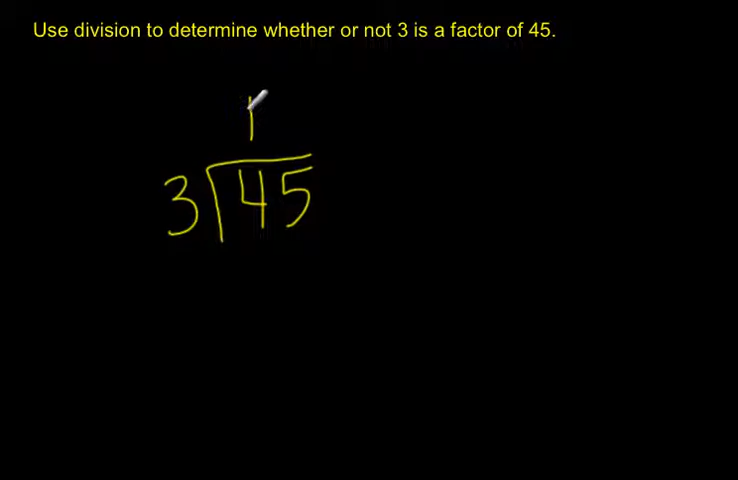 Use division to determine whether or not 3 is a factor of 45.
1
3 45